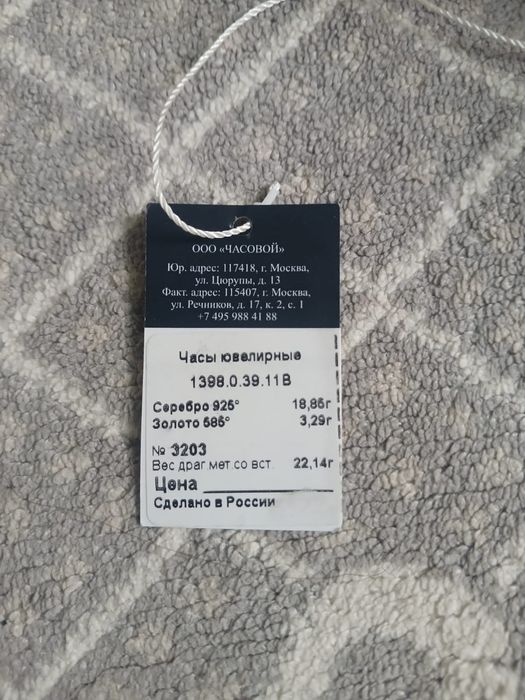 ООО «ЧАСОВОЙ»
Юр. адрес: 117418, г. Москва,
ул. Цюрупы, д. 13
Факт. адрес: 115407, г. Москва,
ул. Речников, д. 17, к. 2, с. 1
+7 495 988 41 88
Часы ювелирные
1398.0.39.11В
Серебро 925° 18,85г
Золото 585° 3,29г
№ 3203
Вес драг.мет.со вст. 22,14г
Цена
Сделано в России